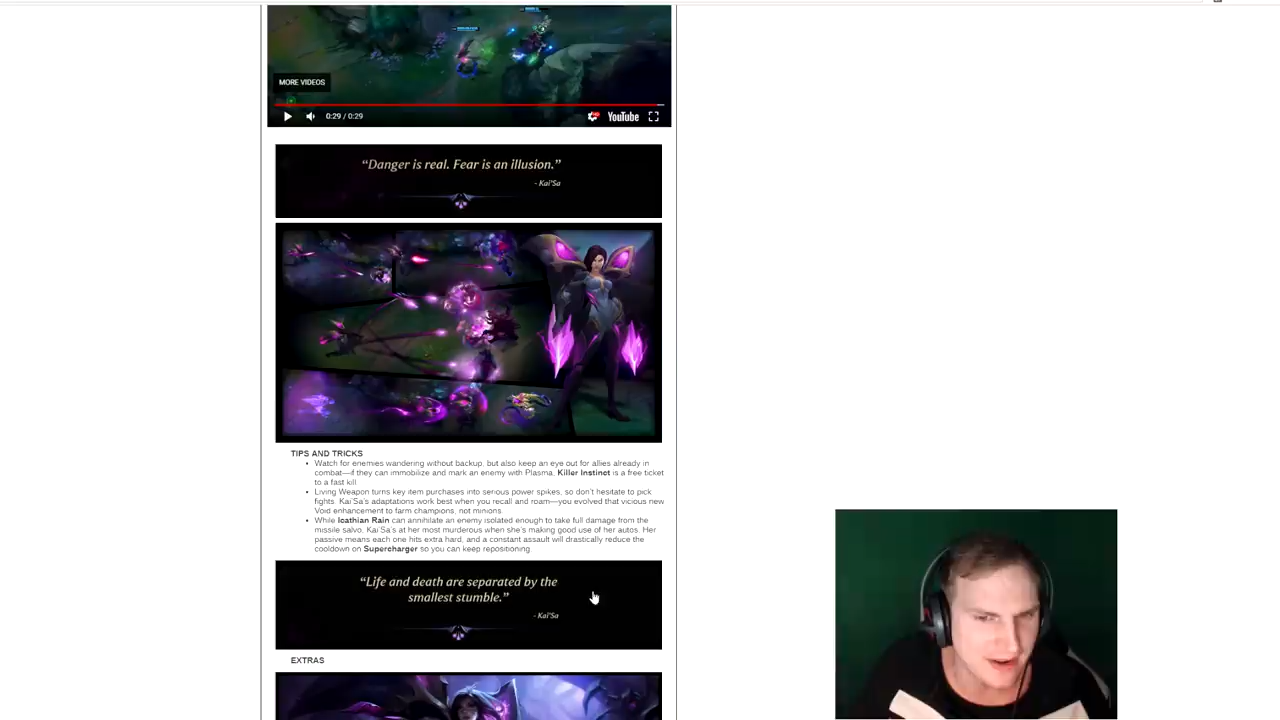 MORE VIDEOS
0:29 / 0:29
YouTube
“Danger is real. Fear is an illusion.”
- Kai'Sa
TIPS AND TRICKS
Watch for enemies wandering without backup, but also keep an eye out for allies already in
combat—if they can immobilize and mark an enemy with Plasma, Killer Instinct is a free ticket
to a fast kill.
Living Weapon turns key item purchases into serious power spikes, so don't hesitate to pick
fights. Kai'Sa's adaptations work best when you recall and roam—you evolved that vicious new
Void enhancement to farm champions, not minions.
While Icathian Rain can annihilate an enemy isolated enough to take full damage from the
missile salvo, Kai'Sa's at her most murderous when she's making good use of her autos. Her
passive means each one hits extra hard, and a constant assault will drastically reduce the
cooldown on Supercharger so you can keep repositioning.
“Life and death are separated by the
smallest stumble.”
- Kai'Sa
EXTRAS